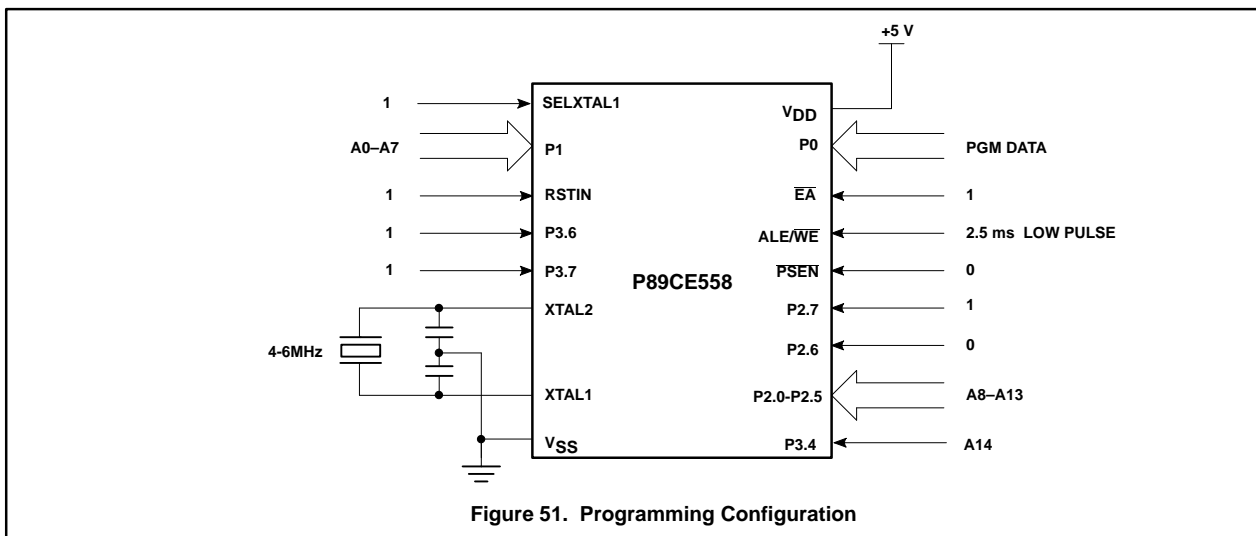 +5 V
1
SELXTAL1
VDD
A0–A7
P1
P0
PGM DATA
1
RSTIN
EA
1
1
P3.6
ALE/WE
2.5 ms LOW PULSE
1
P3.7
P89CE558
PSEN
0
XTAL2
P2.7
1
4-6MHz
P2.6
0
XTAL1
P2.0-P2.5
A8–A13
VSS
P3.4
A14
Figure 51. Programming Configuration